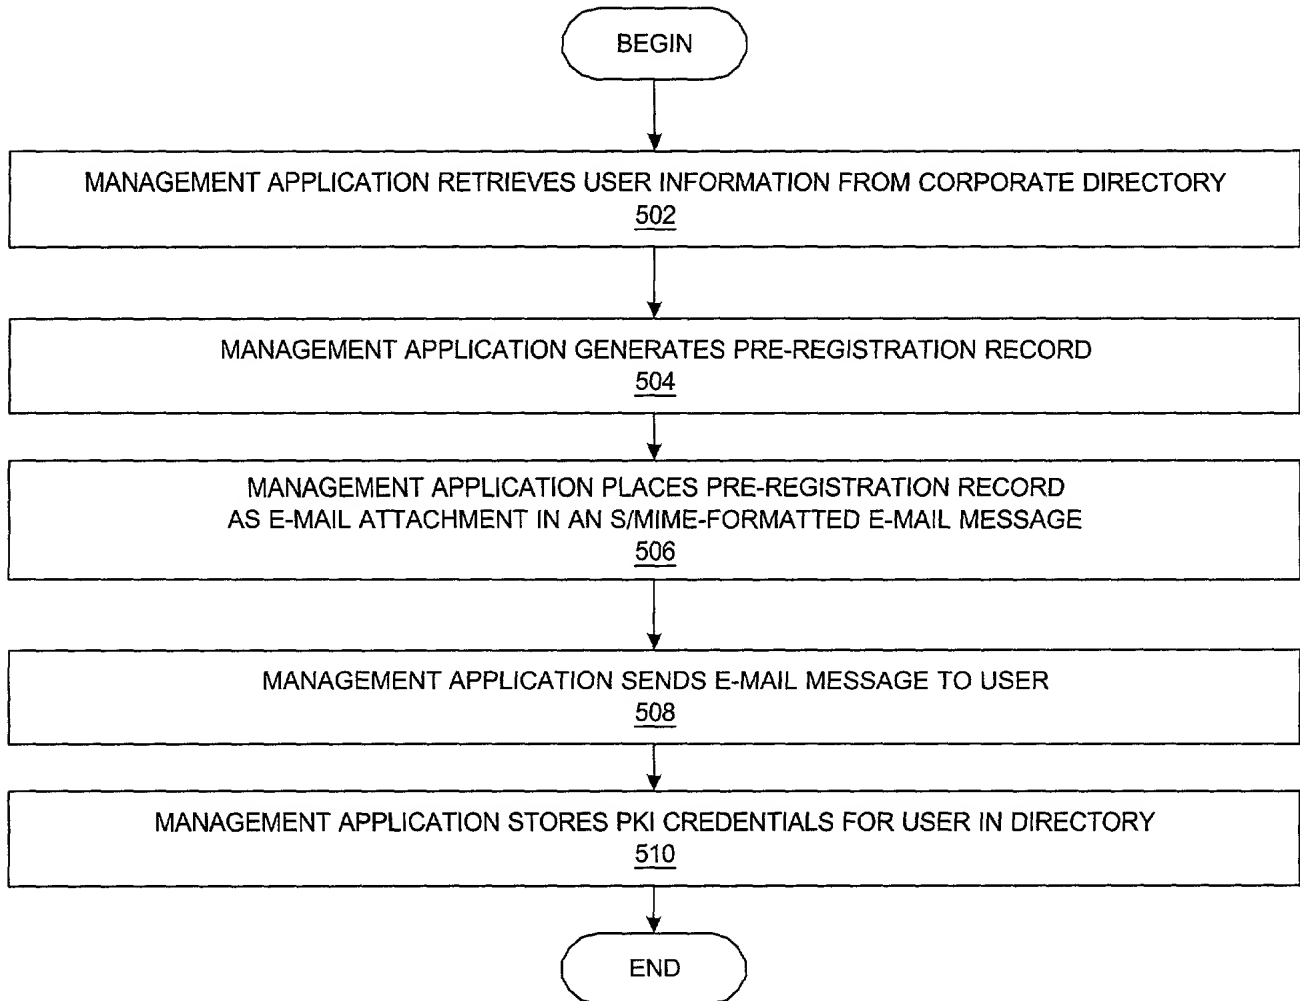 BEGIN
MANAGEMENT APPLICATION RETRIEVES USER INFORMATION FROM CORPORATE DIRECTORY
502
MANAGEMENT APPLICATION GENERATES PRE-REGISTRATION RECORD
504
MANAGEMENT APPLICATION PLACES PRE-REGISTRATION RECORD
AS E-MAIL ATTACHMENT IN AN S/MIME-FORMATTED E-MAIL MESSAGE
506
MANAGEMENT APPLICATION SENDS E-MAIL MESSAGE TO USER
508
MANAGEMENT APPLICATION STORES PKI CREDENTIALS FOR USER IN DIRECTORY
510
END